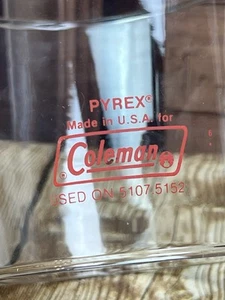 PYREX®
Made in U.S.A. for
Coleman®
®
USED ON 5107-5152